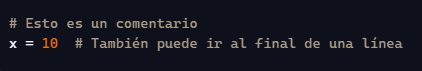 # Esto es un comentario
x = 10  # También puede ir al final de una línea